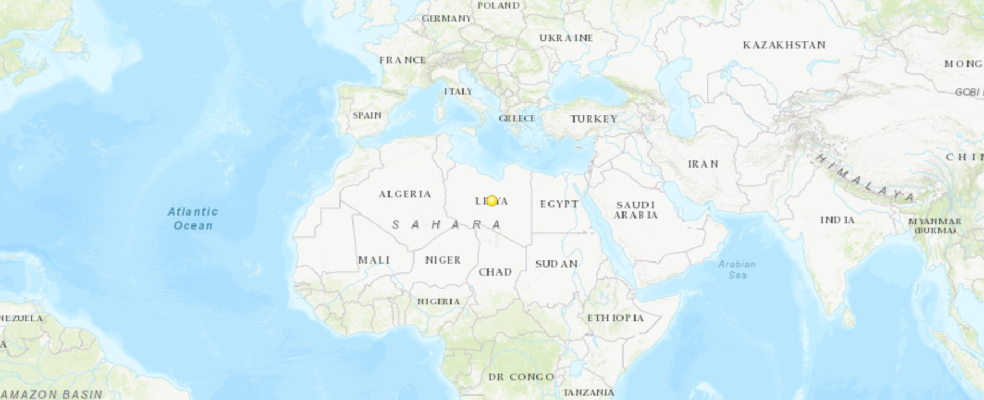 POLAND
GERMANY
UKRAINE
KAZAKHSTAN
FRANCE
MONG
GOBI
ITALY
SPAIN
GREECE
TURKEY
IRAN
CHIN
HIMALAYA
ALGERIA
EGYPT
SAUDI
ARABIA
Atlantic
Ocean
SAHARA
INDIA
MYANMAR
(BURMA)
MALI
NIGER
CHAD
SUDAN
Arabian
Sea
NIGERIA
NEZUELA
ETHIOPIA
A
DR CONGO
AMAZON BASIN
TANZANIA